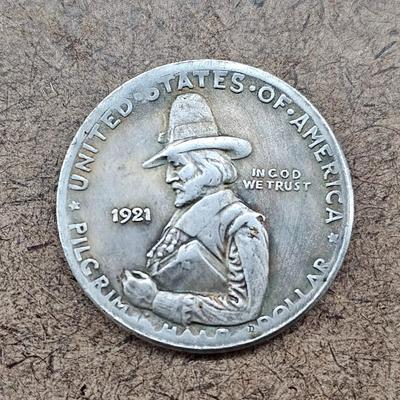 UNITED·STATES·OF·AMERICA
IN GOD
WE TRUST
1921
PILGRIM HALF DOLLAR